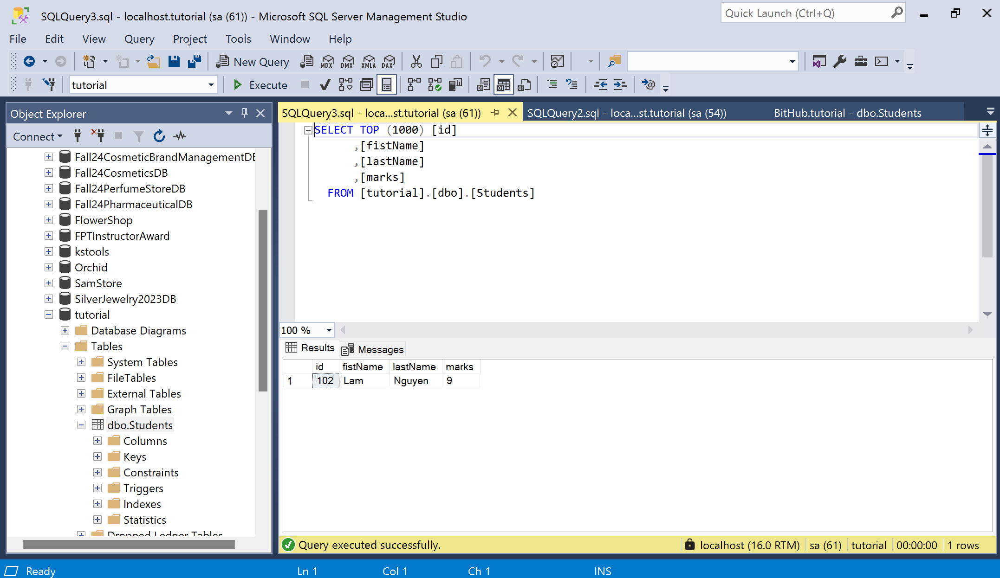 SQLQuery3.sql - localhost.tutorial (sa (61)) - Microsoft SQL Server Management Studio
Quick Launch (Ctrl+Q)
File Edit View Query Project Tools Window Help
New Query MDX DMX XMLA DAX
tutorial Execute
Object Explorer
Connect
Fall24CosmeticBrandManagementDB
Fall24CosmeticsDB
Fall24PerfumeStoreDB
Fall24PharmaceuticalDB
FlowerShop
FPTInstructorAward
kstools
Orchid
SamStore
SilverJewelry2023DB
tutorial
Database Diagrams
Tables
System Tables
FileTables
External Tables
Graph Tables
dbo.Students
Columns
Keys
Constraints
Triggers
Indexes
Statistics
Dropped Ledger Tables
SQLQuery3.sql - loca...st.tutorial (sa (61)) SQLQuery2.sql - loca...st.tutorial (sa (54)) BitHub.tutorial - dbo.Students
SELECT TOP (1000) [id]
,[fistName]
,[lastName]
,[marks]
FROM [tutorial].[dbo].[Students]
100 %
Results Messages
id fistName lastName marks
1 102 Lam Nguyen 9
Query executed successfully. localhost (16.0 RTM) sa (61) tutorial 00:00:00 1 rows
Ready Ln 1 Col 1 Ch 1 INS